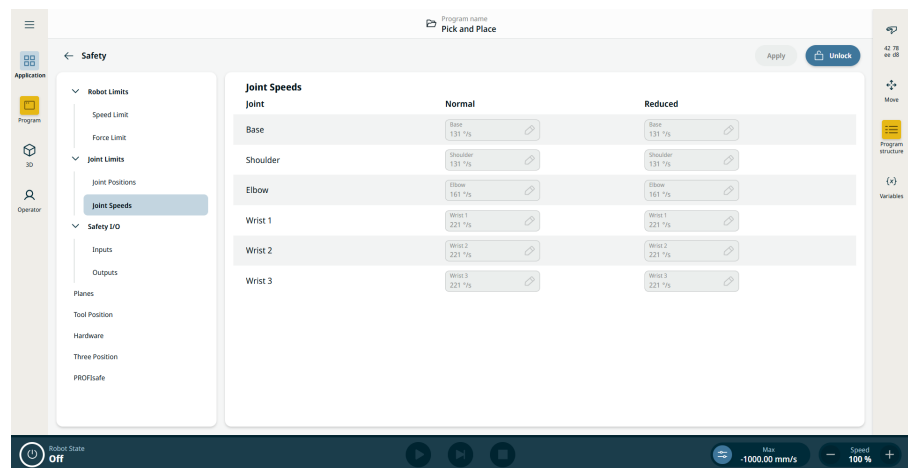 Program name
Pick and Place
42 78
ee d8
Safety
Apply
Unlock
Application
Program
3D
Operator
Robot Limits
Speed Limit
Force Limit
Joint Limits
Joint Positions
Joint Speeds
Safety I/O
Inputs
Outputs
Planes
Tool Position
Hardware
Three Position
PROFIsafe
Joint Speeds
Joint Normal Reduced
Base
Base
131 °/s
Base
131 °/s
Shoulder
Shoulder
131 °/s
Shoulder
131 °/s
Elbow
Elbow
161 °/s
Elbow
161 °/s
Wrist 1
Wrist 1
221 °/s
Wrist 1
221 °/s
Wrist 2
Wrist 2
221 °/s
Wrist 2
221 °/s
Wrist 3
Wrist 3
221 °/s
Wrist 3
221 °/s
Move
Program
structure
{x}
Variables
Robot State
Off
Max
-1000.00 mm/s
Speed
100 %